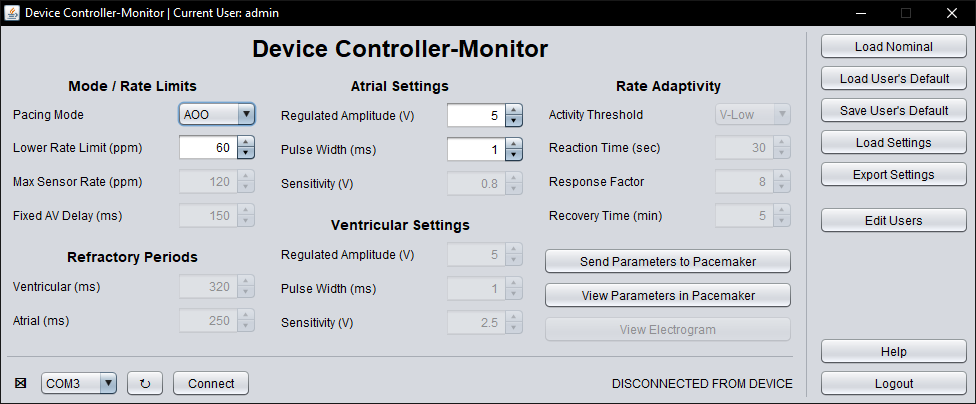 Device Controller-Monitor | Current User: admin
Device Controller-Monitor
Mode / Rate Limits
Pacing Mode AOO
Lower Rate Limit (ppm) 60
Max Sensor Rate (ppm) 120
Fixed AV Delay (ms) 150
Refractory Periods
Ventricular (ms) 320
Atrial (ms) 250
Atrial Settings
Regulated Amplitude (V) 5
Pulse Width (ms) 1
Sensitivity (V) 0.8
Ventricular Settings
Regulated Amplitude (V) 5
Pulse Width (ms) 1
Sensitivity (V) 2.5
Rate Adaptivity
Activity Threshold V-Low
Reaction Time (sec) 30
Response Factor 8
Recovery Time (min) 5
Send Parameters to Pacemaker
View Parameters in Pacemaker
View Electrogram
Load Nominal
Load User's Default
Save User's Default
Load Settings
Export Settings
Edit Users
Help
Logout
COM3 ↻ Connect DISCONNECTED FROM DEVICE